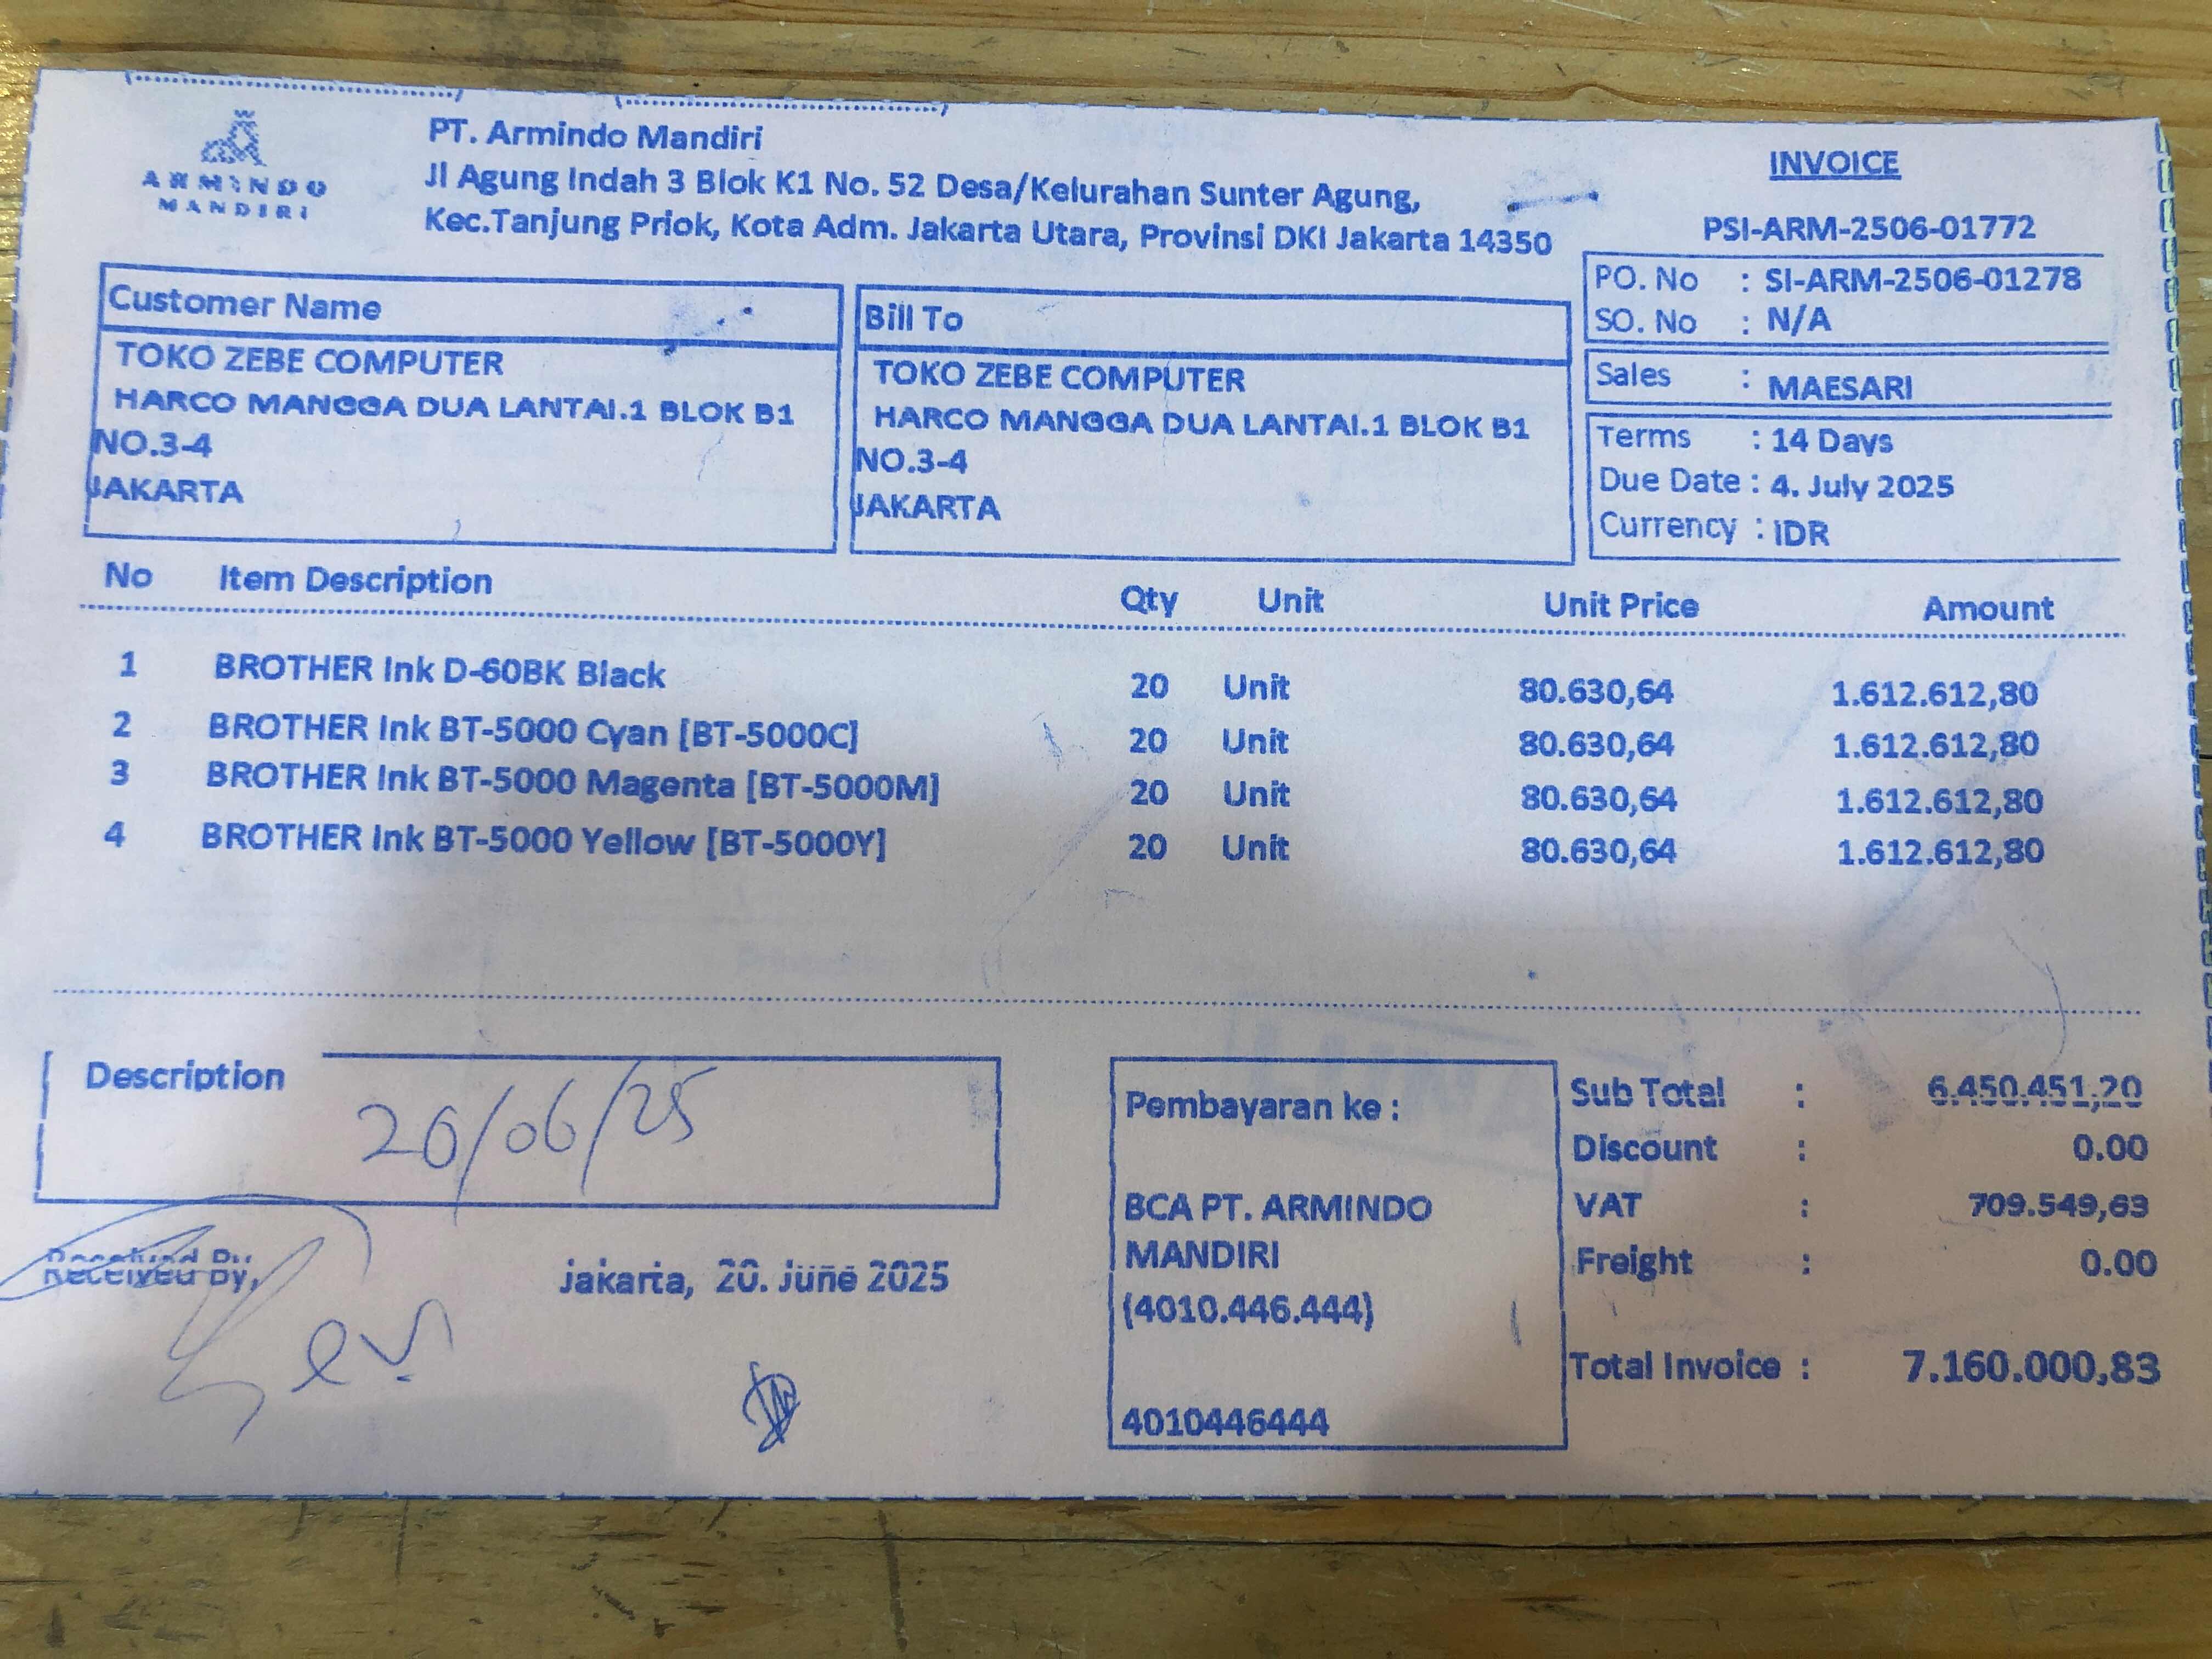 ARMINDO
MANDIRI
PT. Armindo Mandiri
Jl Agung Indah 3 Blok K1 No. 52 Desa/Kelurahan Sunter Agung,
Kec.Tanjung Priok, Kota Adm. Jakarta Utara, Provinsi DKI Jakarta 14350
INVOICE
PSI-ARM-2506-01772
PO. No : SI-ARM-2506-01278
SO. No : N/A
Sales : MAESARI
Terms : 14 Days
Due Date : 4. July 2025
Currency : IDR
Customer Name
TOKO ZEBE COMPUTER
HARCO MANGGA DUA LANTAI.1 BLOK B1
NO.3-4
JAKARTA
Bill To
TOKO ZEBE COMPUTER
HARCO MANGGA DUA LANTAI.1 BLOK B1
NO.3-4
JAKARTA
No Item Description Qty Unit Unit Price Amount
1 BROTHER Ink D-60BK Black 20 Unit 80.630,64 1.612.612,80
2 BROTHER Ink BT-5000 Cyan [BT-5000C] 20 Unit 80.630,64 1.612.612,80
3 BROTHER Ink BT-5000 Magenta [BT-5000M] 20 Unit 80.630,64 1.612.612,80
4 BROTHER Ink BT-5000 Yellow [BT-5000Y] 20 Unit 80.630,64 1.612.612,80
Description
20/06/25
Received By,
jakarta, 20. June 2025
Pembayaran ke :
BCA PT. ARMINDO
MANDIRI
(4010.446.444)
4010446444
Sub Total : 6.450.451,20
Discount : 0.00
VAT : 709.549,63
Freight : 0.00
Total Invoice : 7.160.000,83